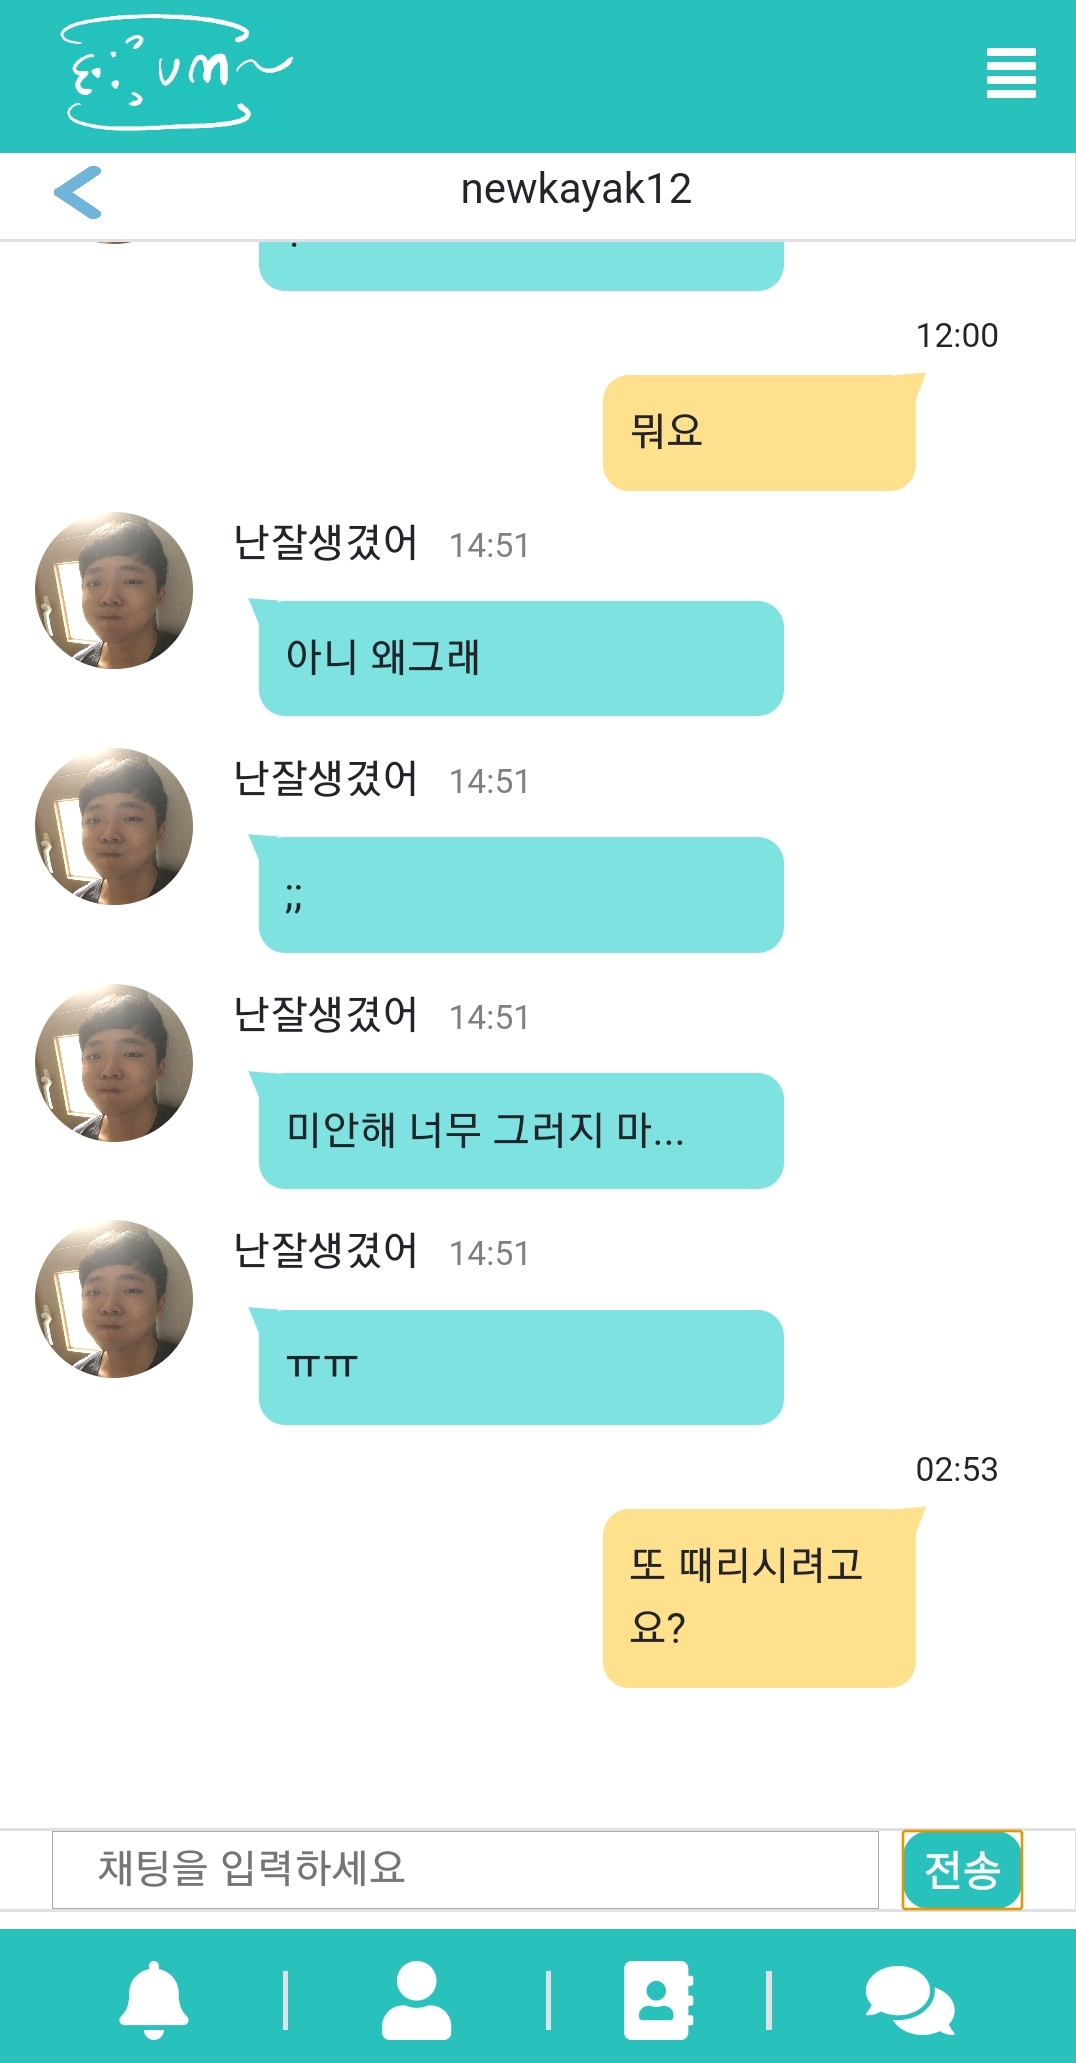 um
newkayak12
12:00
뭐요
난잘생겼어 14:51
아니 왜그래
난잘생겼어 14:51
;;
난잘생겼어 14:51
미안해 너무 그러지 마...
난잘생겼어 14:51
ㅠㅠ
02:53
또 때리시려고
요?
채팅을 입력하세요
전송